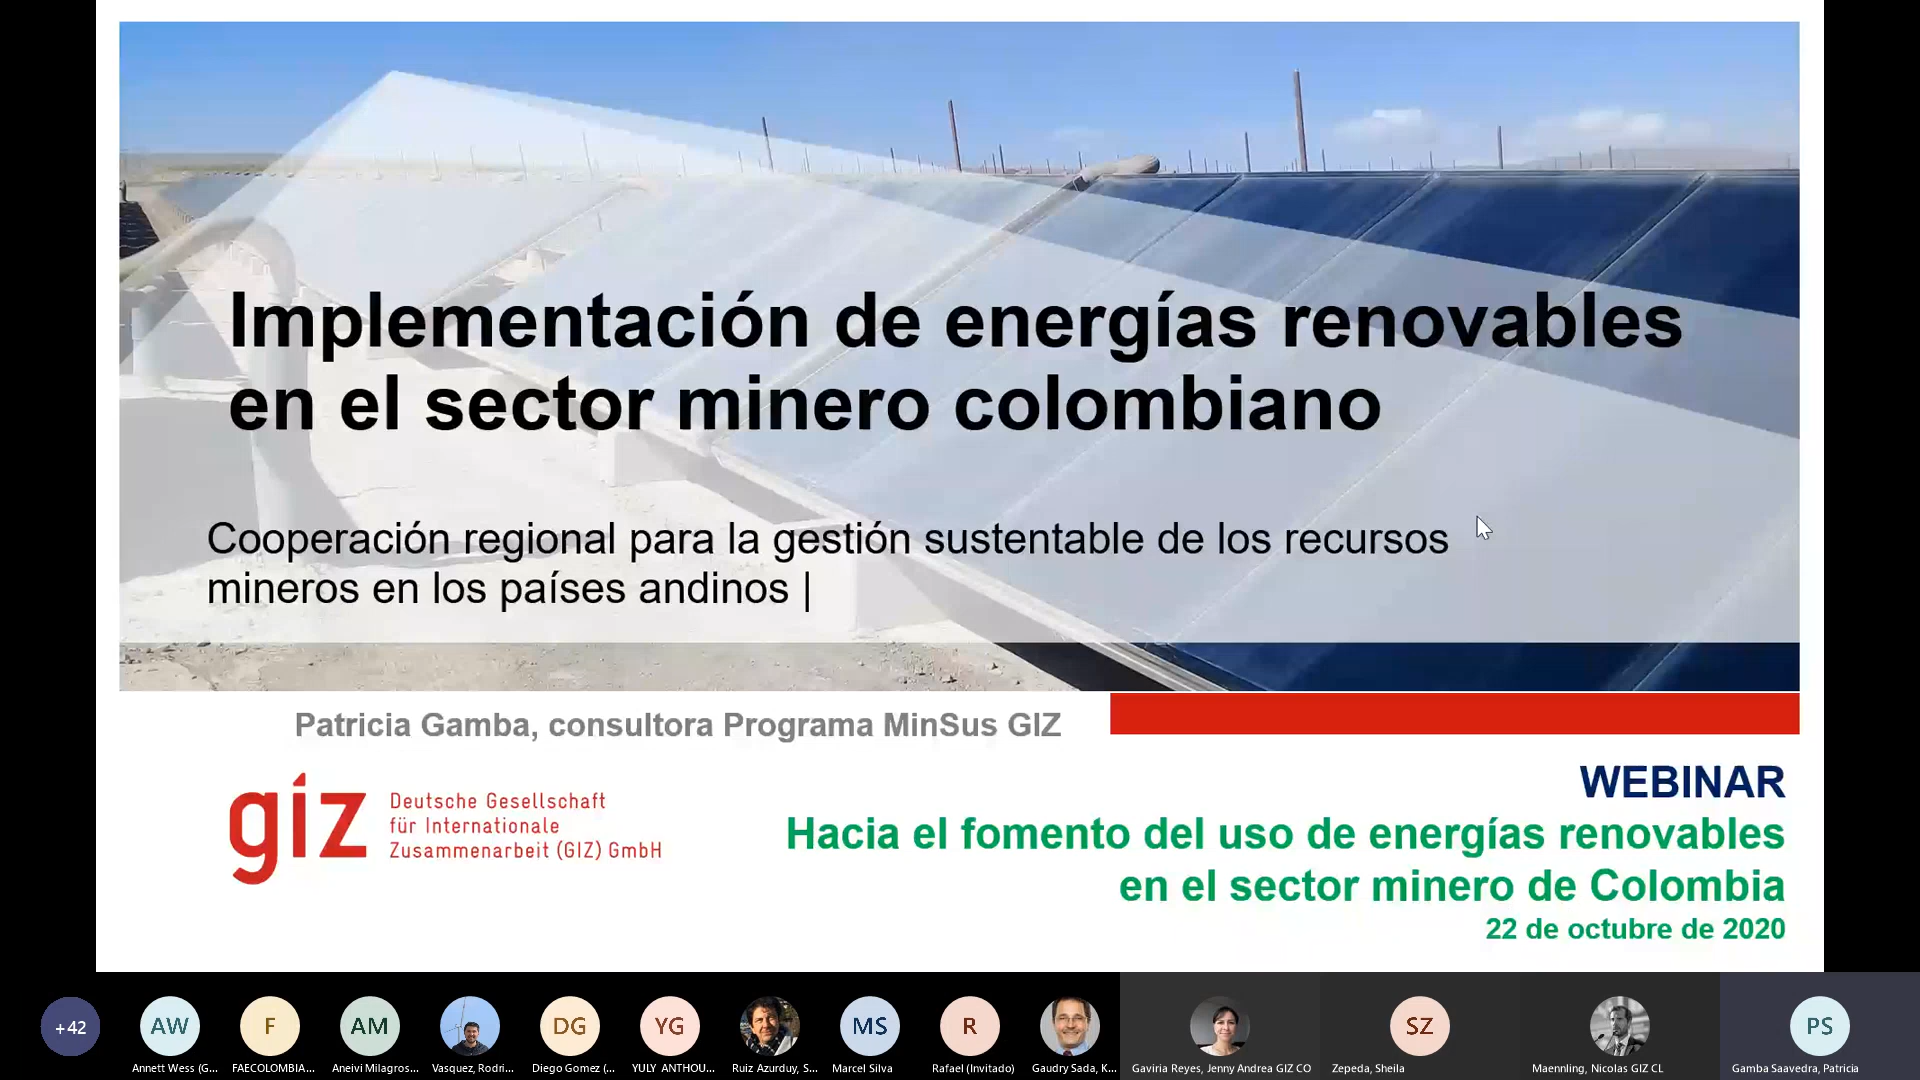 Implementación de energías renovables
en el sector minero colombiano
Cooperación regional para la gestión sustentable de los recursos
mineros en los países andinos |
Patricia Gamba, consultora Programa MinSus GIZ
giz
Deutsche Gesellschaft
für Internationale
Zusammenarbeit (GIZ) GmbH
WEBINAR
Hacia el fomento del uso de energías renovables
en el sector minero de Colombia
22 de octubre de 2020
+42 AW F AM DG YG MS R SZ PS
Annett Wess (G... FAECOLOMBIA... Aneivi Milagros... Vasquez, Rodri... Diego Gomez (... YULY ANTHOU... Ruiz Azurduy, S... Marcel Silva Rafael (Invitado) Gaudry Sada, K... Gaviria Reyes, Jenny Andrea GIZ CO Zepeda, Sheila Maennling, Nicolas GIZ CL Gamba Saavedra, Patricia